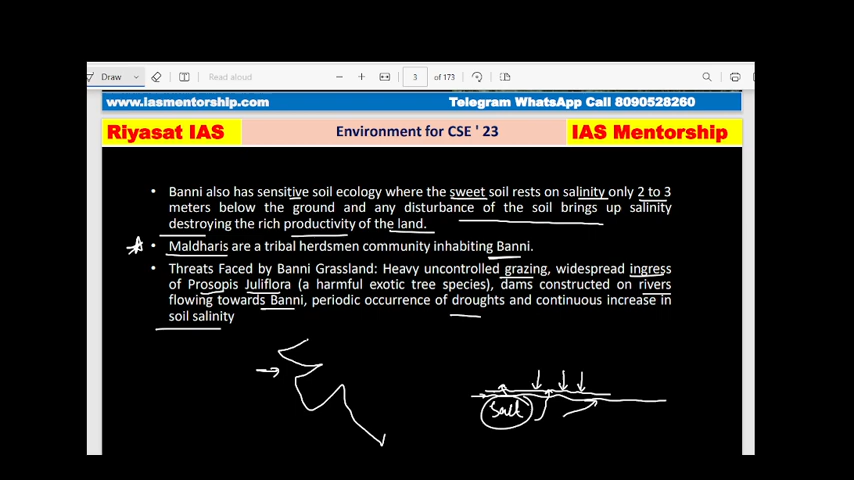 Draw
Read aloud
3 of 173
www.iasmentorship.com Telegram WhatsApp Call 8090528260
Riyasat IAS Environment for CSE ' 23 IAS Mentorship
• Banni also has sensitive soil ecology where the sweet soil rests on salinity only 2 to 3
meters below the ground and any disturbance of the soil brings up salinity
destroying the rich productivity of the land.
• Maldharis are a tribal herdsmen community inhabiting Banni.
• Threats Faced by Banni Grassland: Heavy uncontrolled grazing, widespread ingress
of Prosopis Juliflora (a harmful exotic tree species), dams constructed on rivers
flowing towards Banni, periodic occurrence of droughts and continuous increase in
soil salinity
Salt